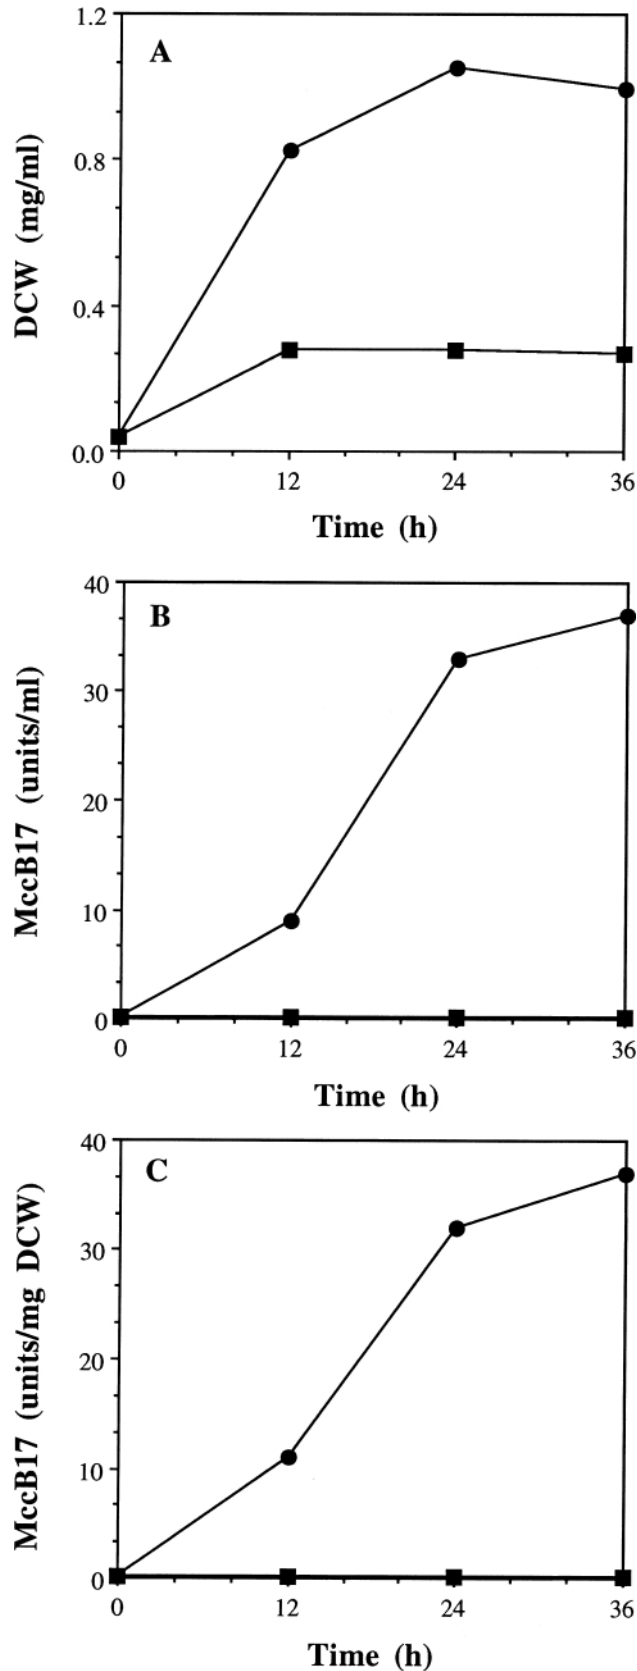 1.2
A
0.8
DCW (mg/ml)
0.4
0.0
0 12 24 36
Time (h)
40
B
30
McCB17 (units/ml)
20
10
0
0 12 24 36
Time (h)
40
C
30
MccB17 (units/mg DCW)
20
10
0
0 12 24 36
Time (h)